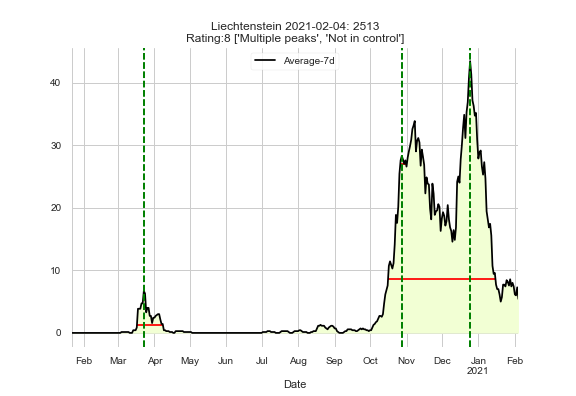 Liechtenstein 2021-02-04: 2513
Rating:8 ['Multiple peaks', 'Not in control']
Average-7d
40
30
20
10
0
Feb Mar Apr May Jun Jul Aug Sep Oct Nov Dec Jan Feb
2021
Date